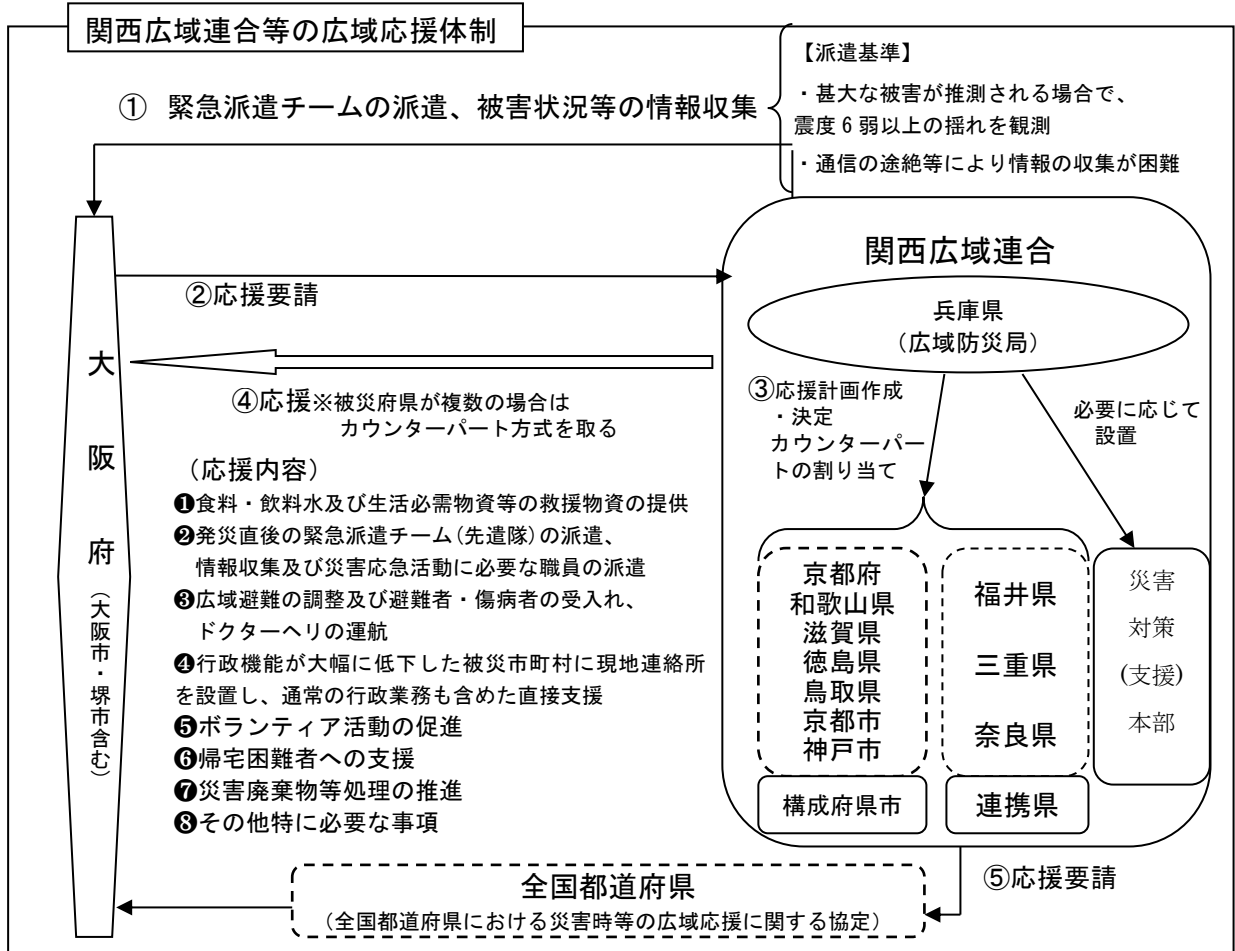 関西広域連合等の広域応援体制
① 緊急派遣チームの派遣、被害状況等の情報収集
【派遣基準】
・甚大な被害が推測される場合で、
震度6弱以上の揺れを観測
・通信の途絶等により情報の収集が困難
大阪府(大阪市・堺市含む)
②応援要請
④応援※被災府県が複数の場合は
カウンターパート方式を取る
(応援内容)
❶食料・飲料水及び生活必需物資等の救援物資の提供
❷発災直後の緊急派遣チーム(先遣隊)の派遣、
情報収集及び災害応急活動に必要な職員の派遣
❸広域避難の調整及び避難者・傷病者の受入れ、
ドクターヘリの運航
❹行政機能が大幅に低下した被災市町村に現地連絡所
を設置し、通常の行政業務も含めた直接支援
❺ボランティア活動の促進
❻帰宅困難者への支援
❼災害廃棄物等処理の推進
❽その他特に必要な事項
関西広域連合
兵庫県
(広域防災局)
③応援計画作成
・決定
カウンターパー
トの割り当て
必要に応じて
設置
京都府
和歌山県
滋賀県
徳島県
鳥取県
京都市
神戸市
構成府県市
福井県
三重県
奈良県
連携県
災害
対策
(支援)
本部
⑤応援要請
全国都道府県
(全国都道府県における災害時等の広域応援に関する協定)